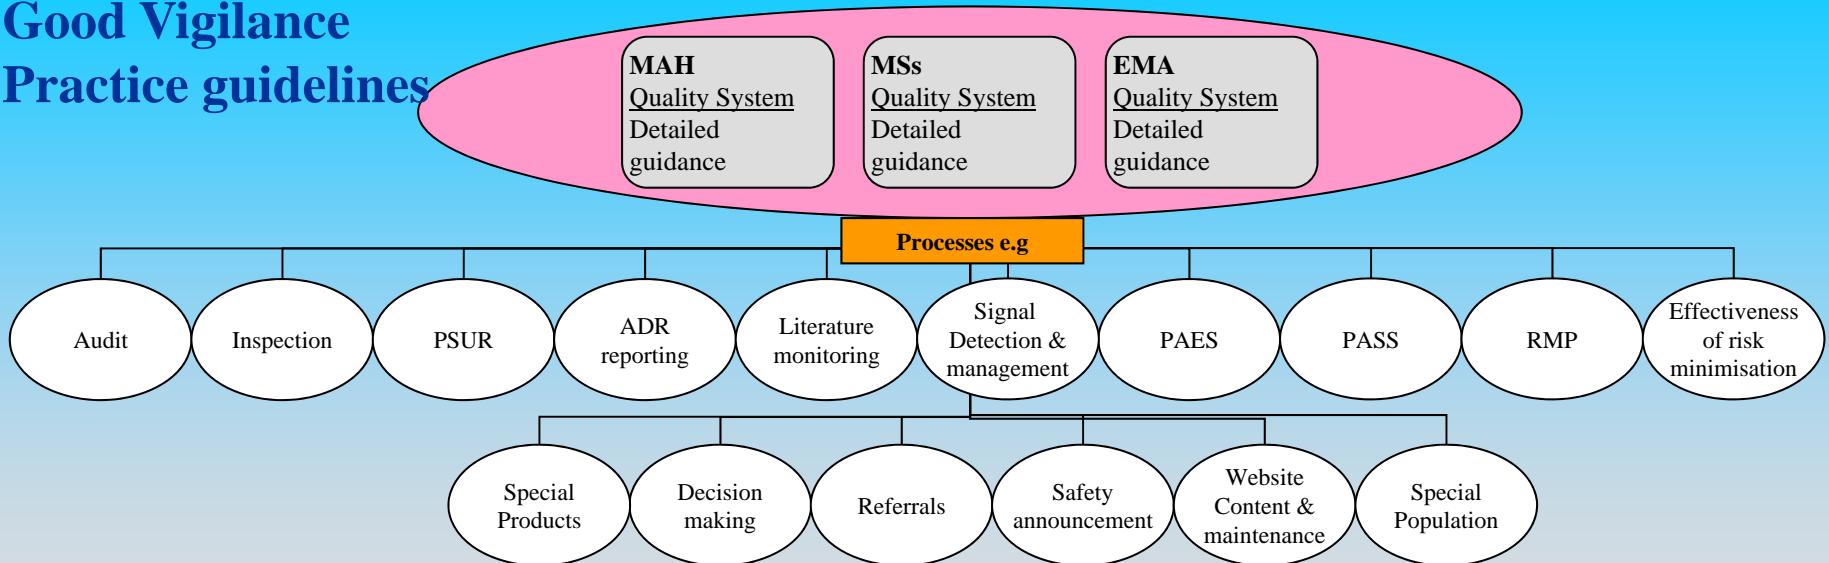 Good Vigilance
Practice guidelines
MAH
Quality System
Detailed
guidance
MSs
Quality System
Detailed
guidance
EMA
Quality System
Detailed
guidance
Processes e.g
Audit
Inspection
PSUR
ADR
reporting
Literature
monitoring
Signal
Detection &
management
PAES
PASS
RMP
Effectiveness
of risk
minimisation
Special
Products
Decision
making
Referrals
Safety
announcement
Website
Content &
maintenance
Special
Population